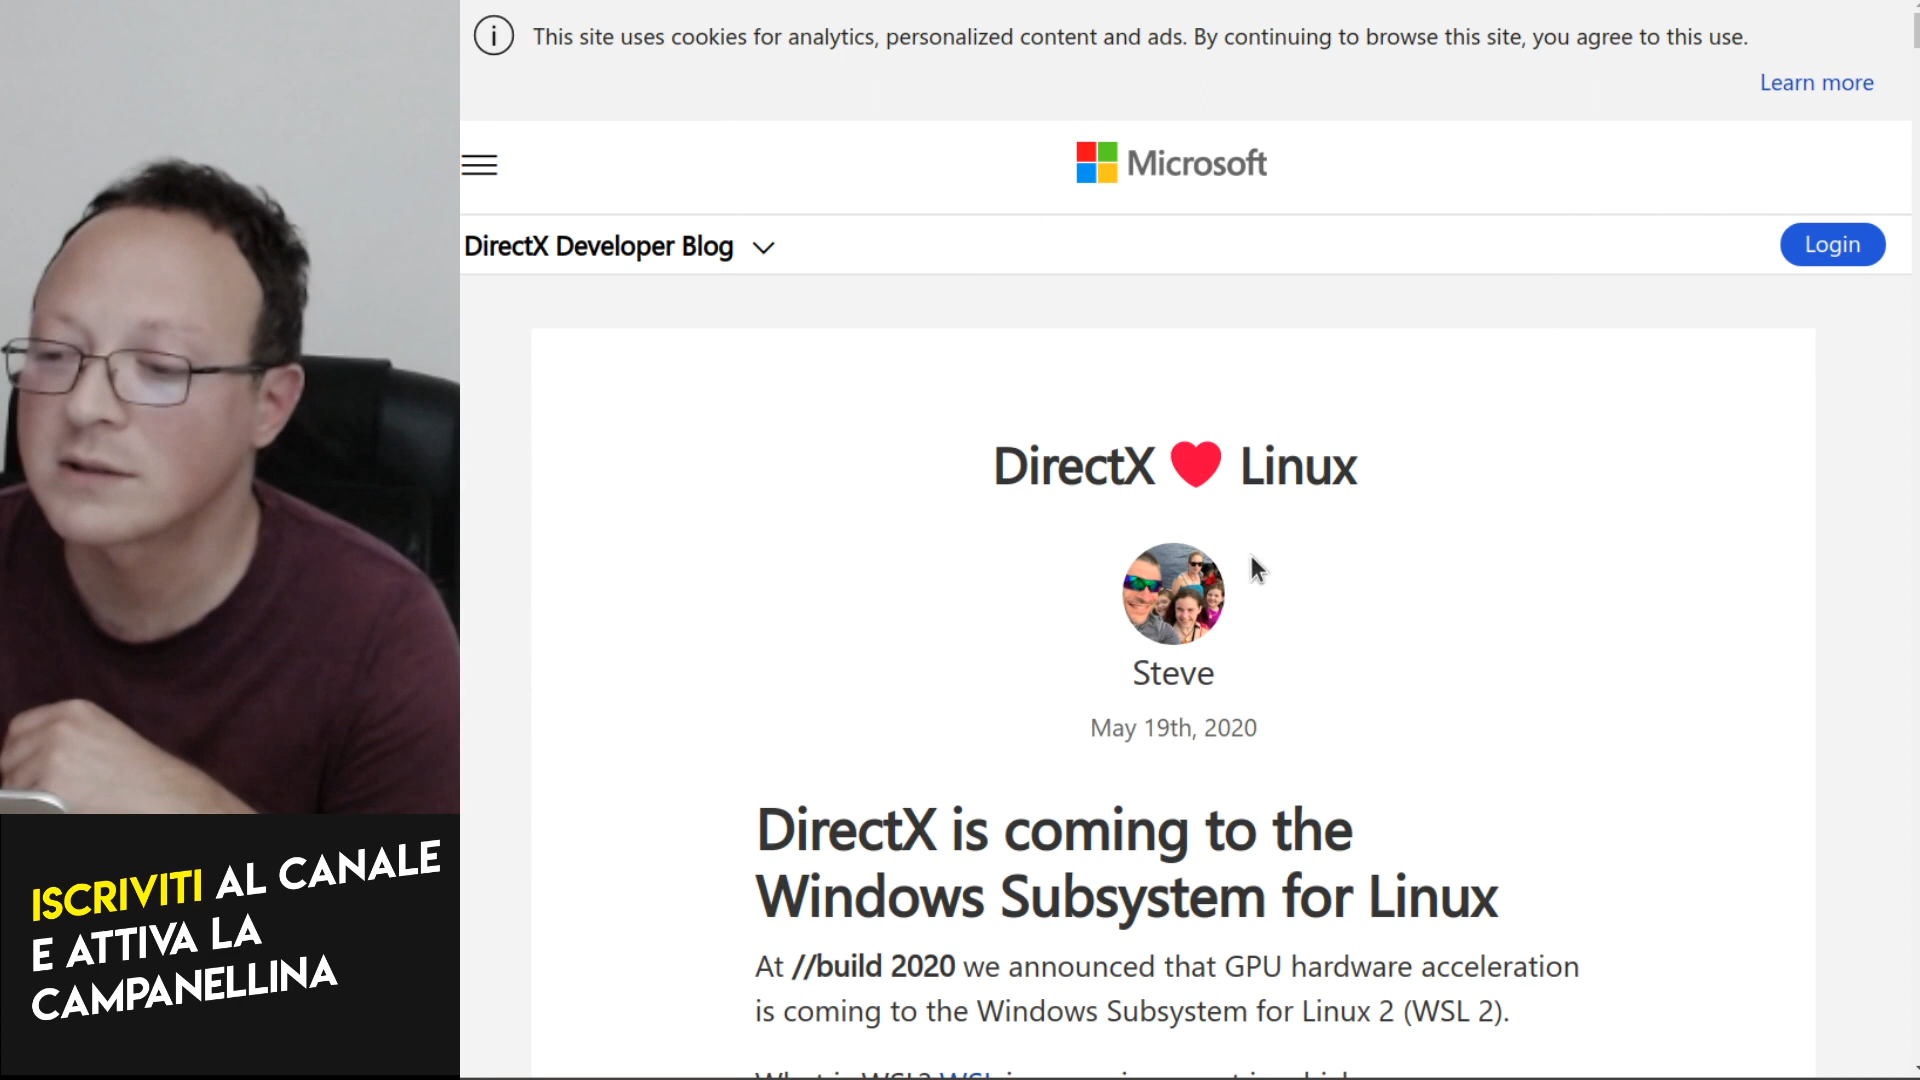 This site uses cookies for analytics, personalized content and ads. By continuing to browse this site, you agree to this use.
Learn more
Microsoft
DirectX Developer Blog
Login
DirectX ❤ Linux
Steve
May 19th, 2020
DirectX is coming to the
Windows Subsystem for Linux
At //build 2020 we announced that GPU hardware acceleration
is coming to the Windows Subsystem for Linux 2 (WSL 2).
ISCRIVITI AL CANALE
E ATTIVA LA
CAMPANELLINA